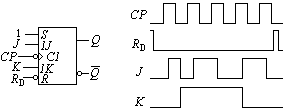 1 S Q
J 1J
CP C1
K 1K
R_D R Q̅
CP
R_D
J
K